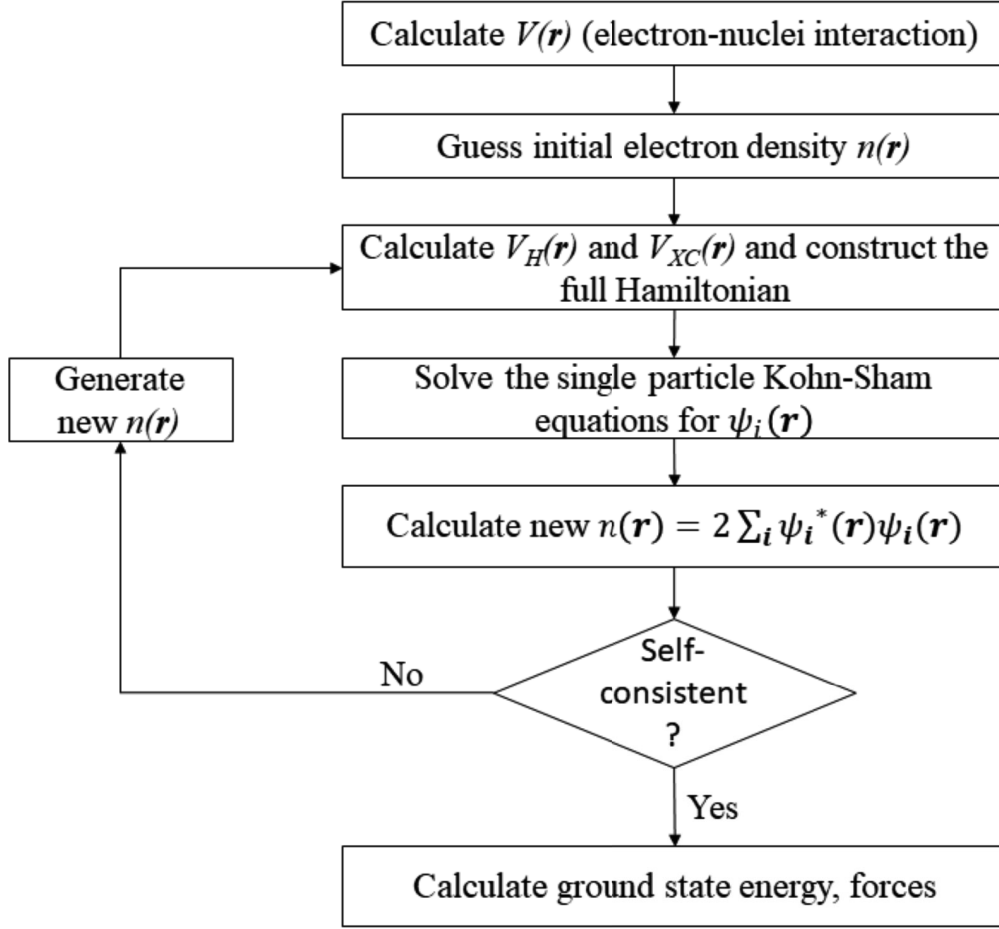 Calculate V(r) (electron-nuclei interaction)
Guess initial electron density n(r)
Calculate V_H(r) and V_XC(r) and construct the
full Hamiltonian
Generate
new n(r)
Solve the single particle Kohn-Sham
equations for ψ_i(r)
Calculate new n(r) = 2 ∑_i ψ_i*(r)ψ_i(r)
Self-
consistent
?
No
Yes
Calculate ground state energy, forces